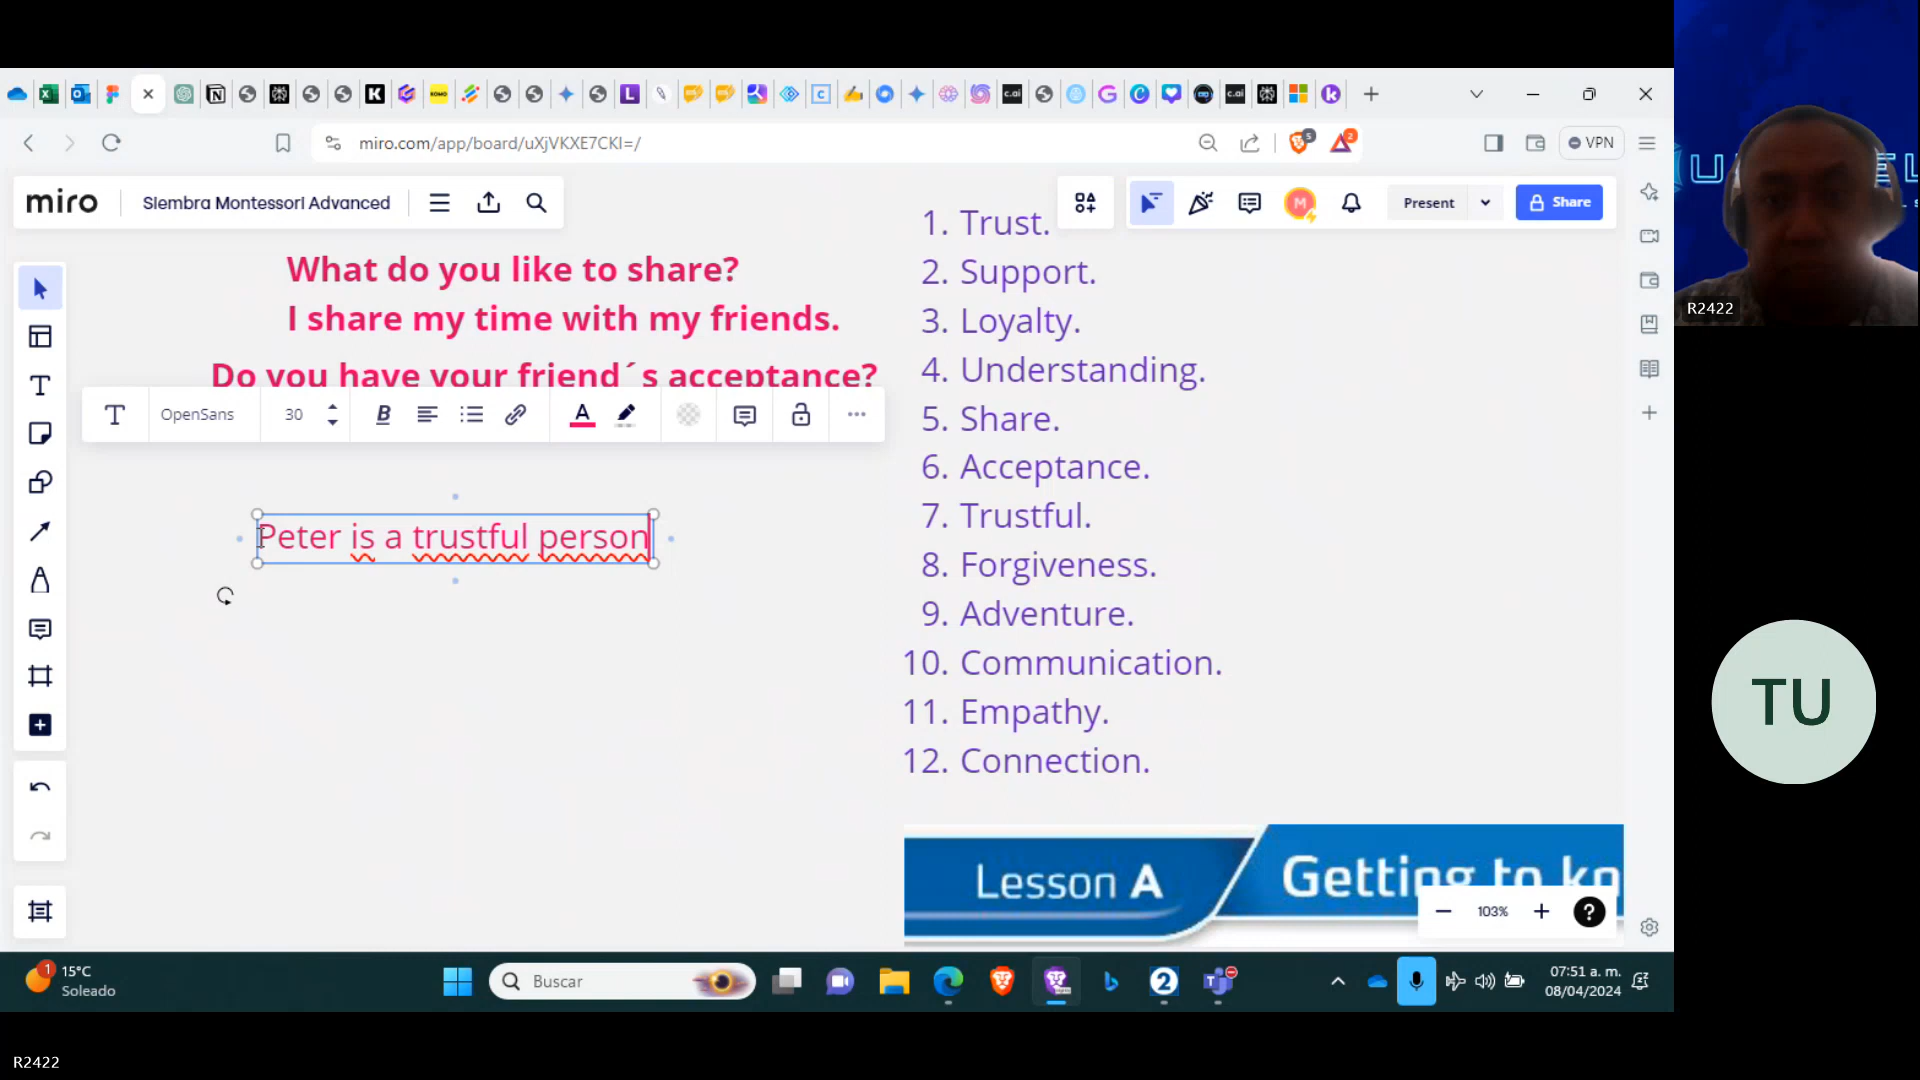 miro.com/app/board/uXjVKXE7CKI=/
5
2
VPN
miro
Siembra Montessori Advanced
Present
Share
M
What do you like to share?
I share my time with my friends.
Do you have your friend´s acceptance?
OpenSans
30
Peter is a trustful person
1. Trust.
2. Support.
3. Loyalty.
4. Understanding.
5. Share.
6. Acceptance.
7. Trustful.
8. Forgiveness.
9. Adventure.
10. Communication.
11. Empathy.
12. Connection.
Lesson A
Getting to kn
103%
1
15°C
Soleado
Buscar
07:51 a. m.
08/04/2024
R2422
TU
R2422